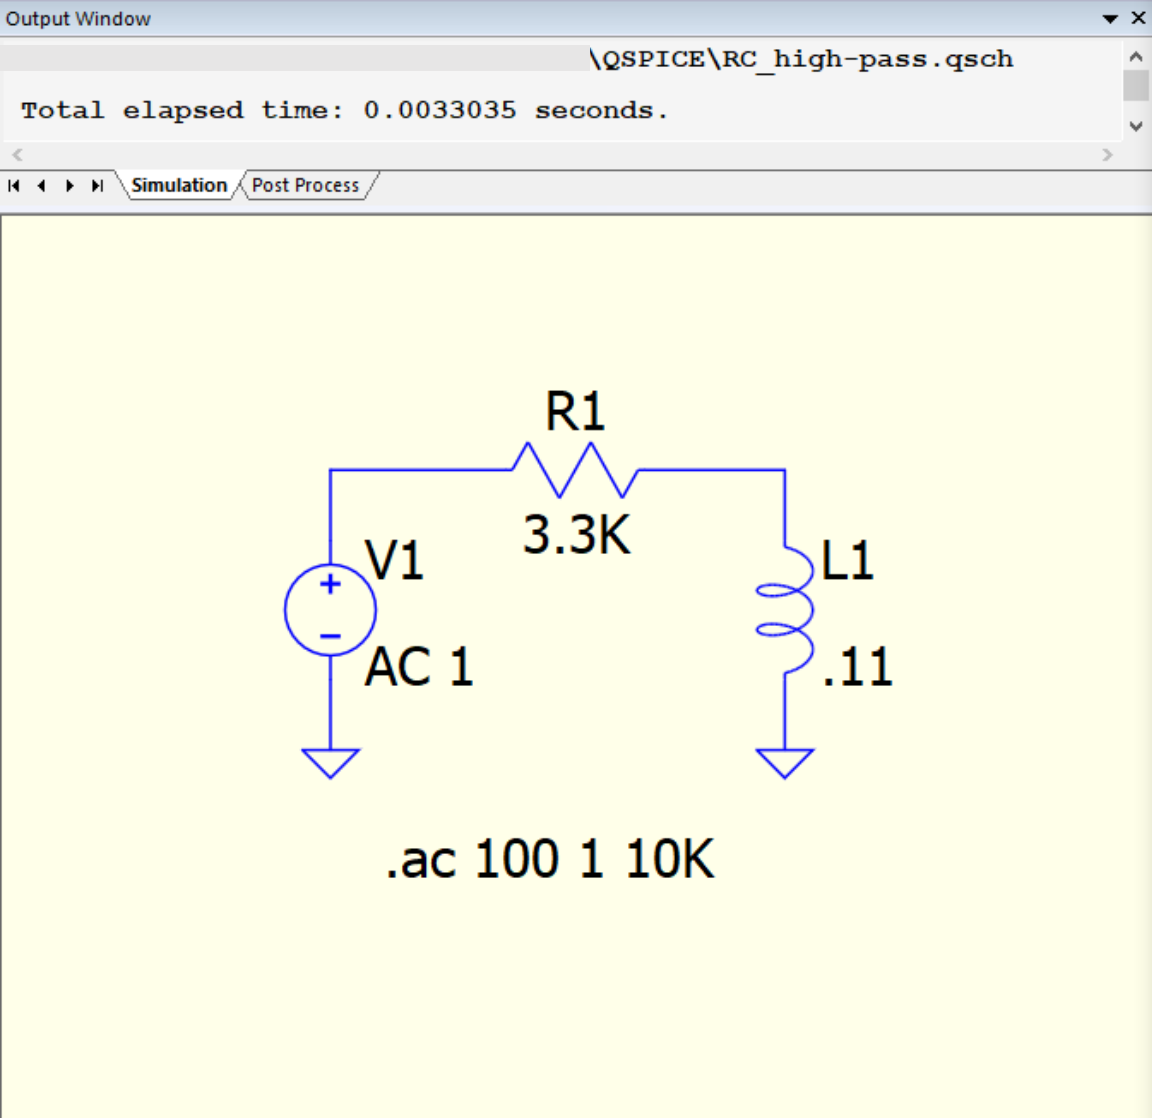 Output Window
\QSPICE\RC_high-pass.qsch
Total elapsed time: 0.0033035 seconds.
Simulation Post Process
R1
3.3K
V1
L1
AC 1
.11
.ac 100 1 10K